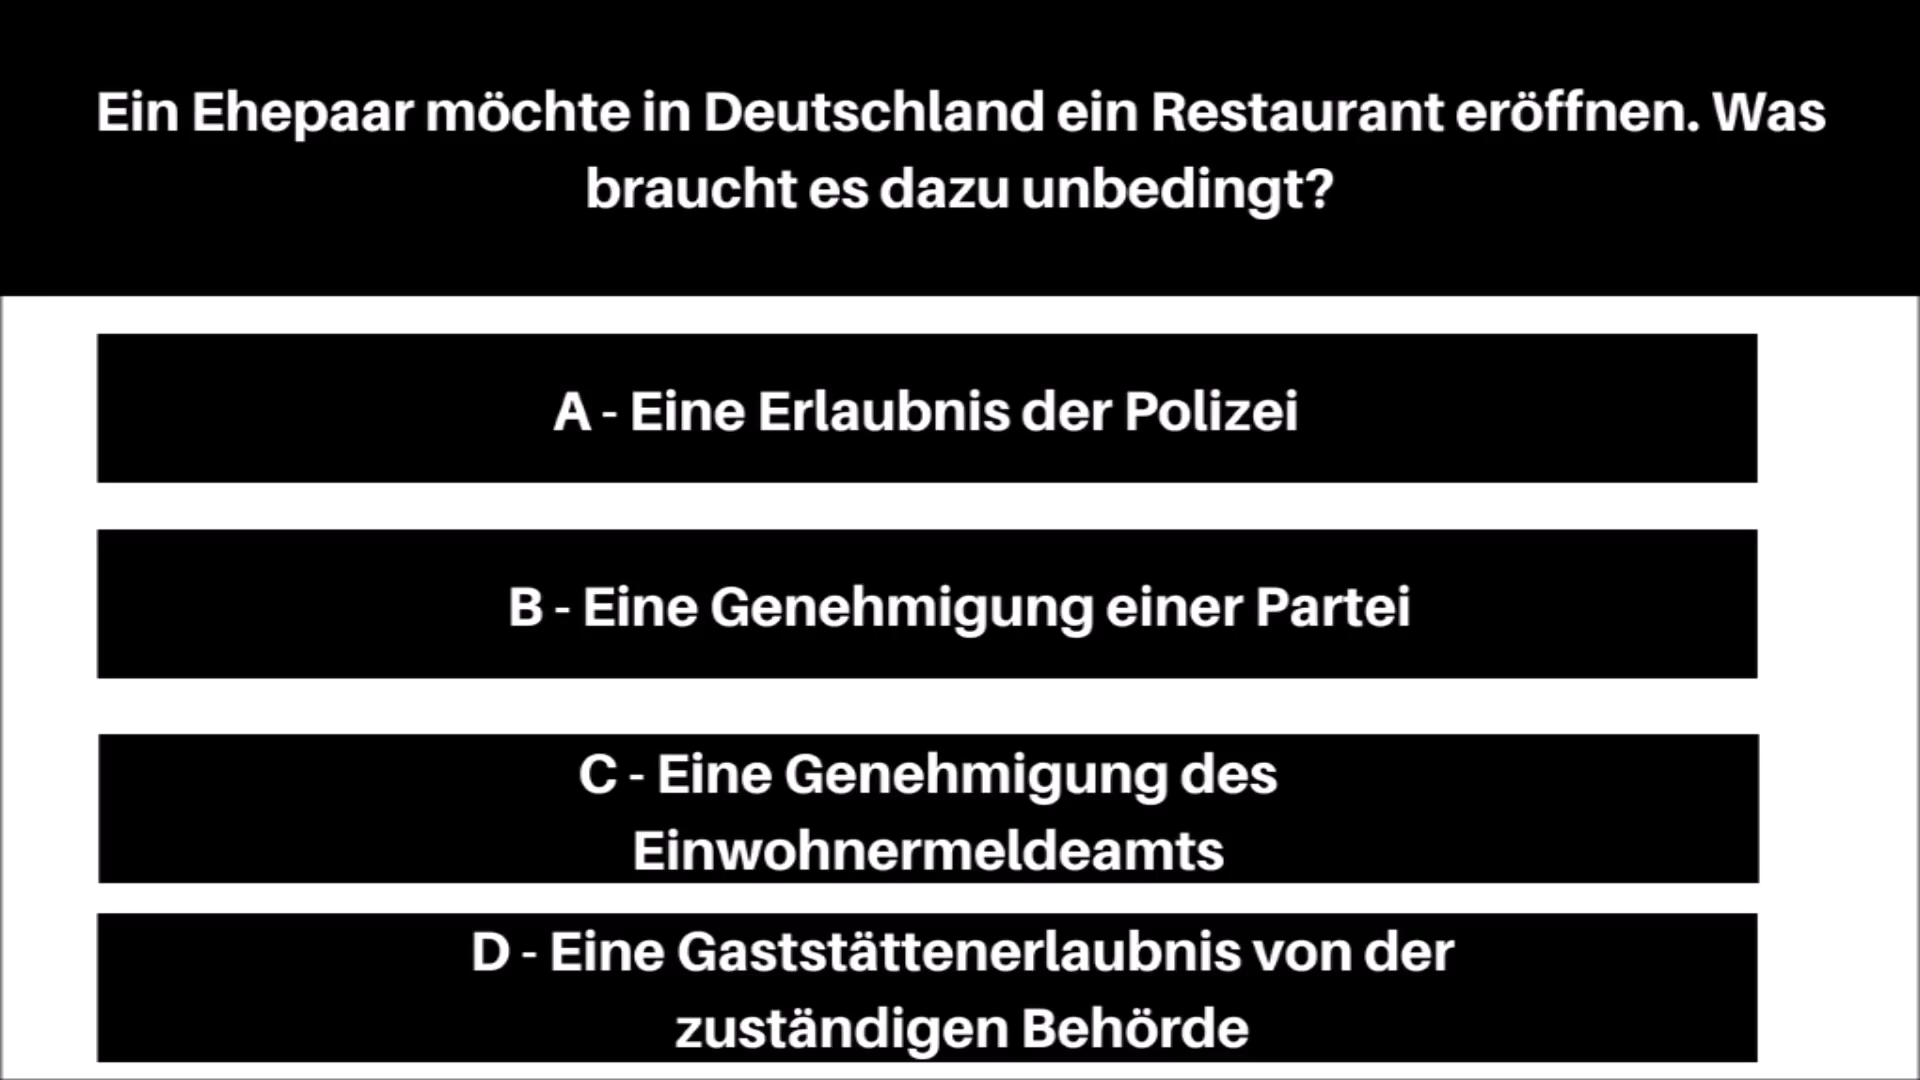 Ein Ehepaar möchte in Deutschland ein Restaurant eröffnen. Was
braucht es dazu unbedingt?
A - Eine Erlaubnis der Polizei
B - Eine Genehmigung einer Partei
C - Eine Genehmigung des
Einwohnermeldeamts
D - Eine Gaststättenerlaubnis von der
zuständigen Behörde